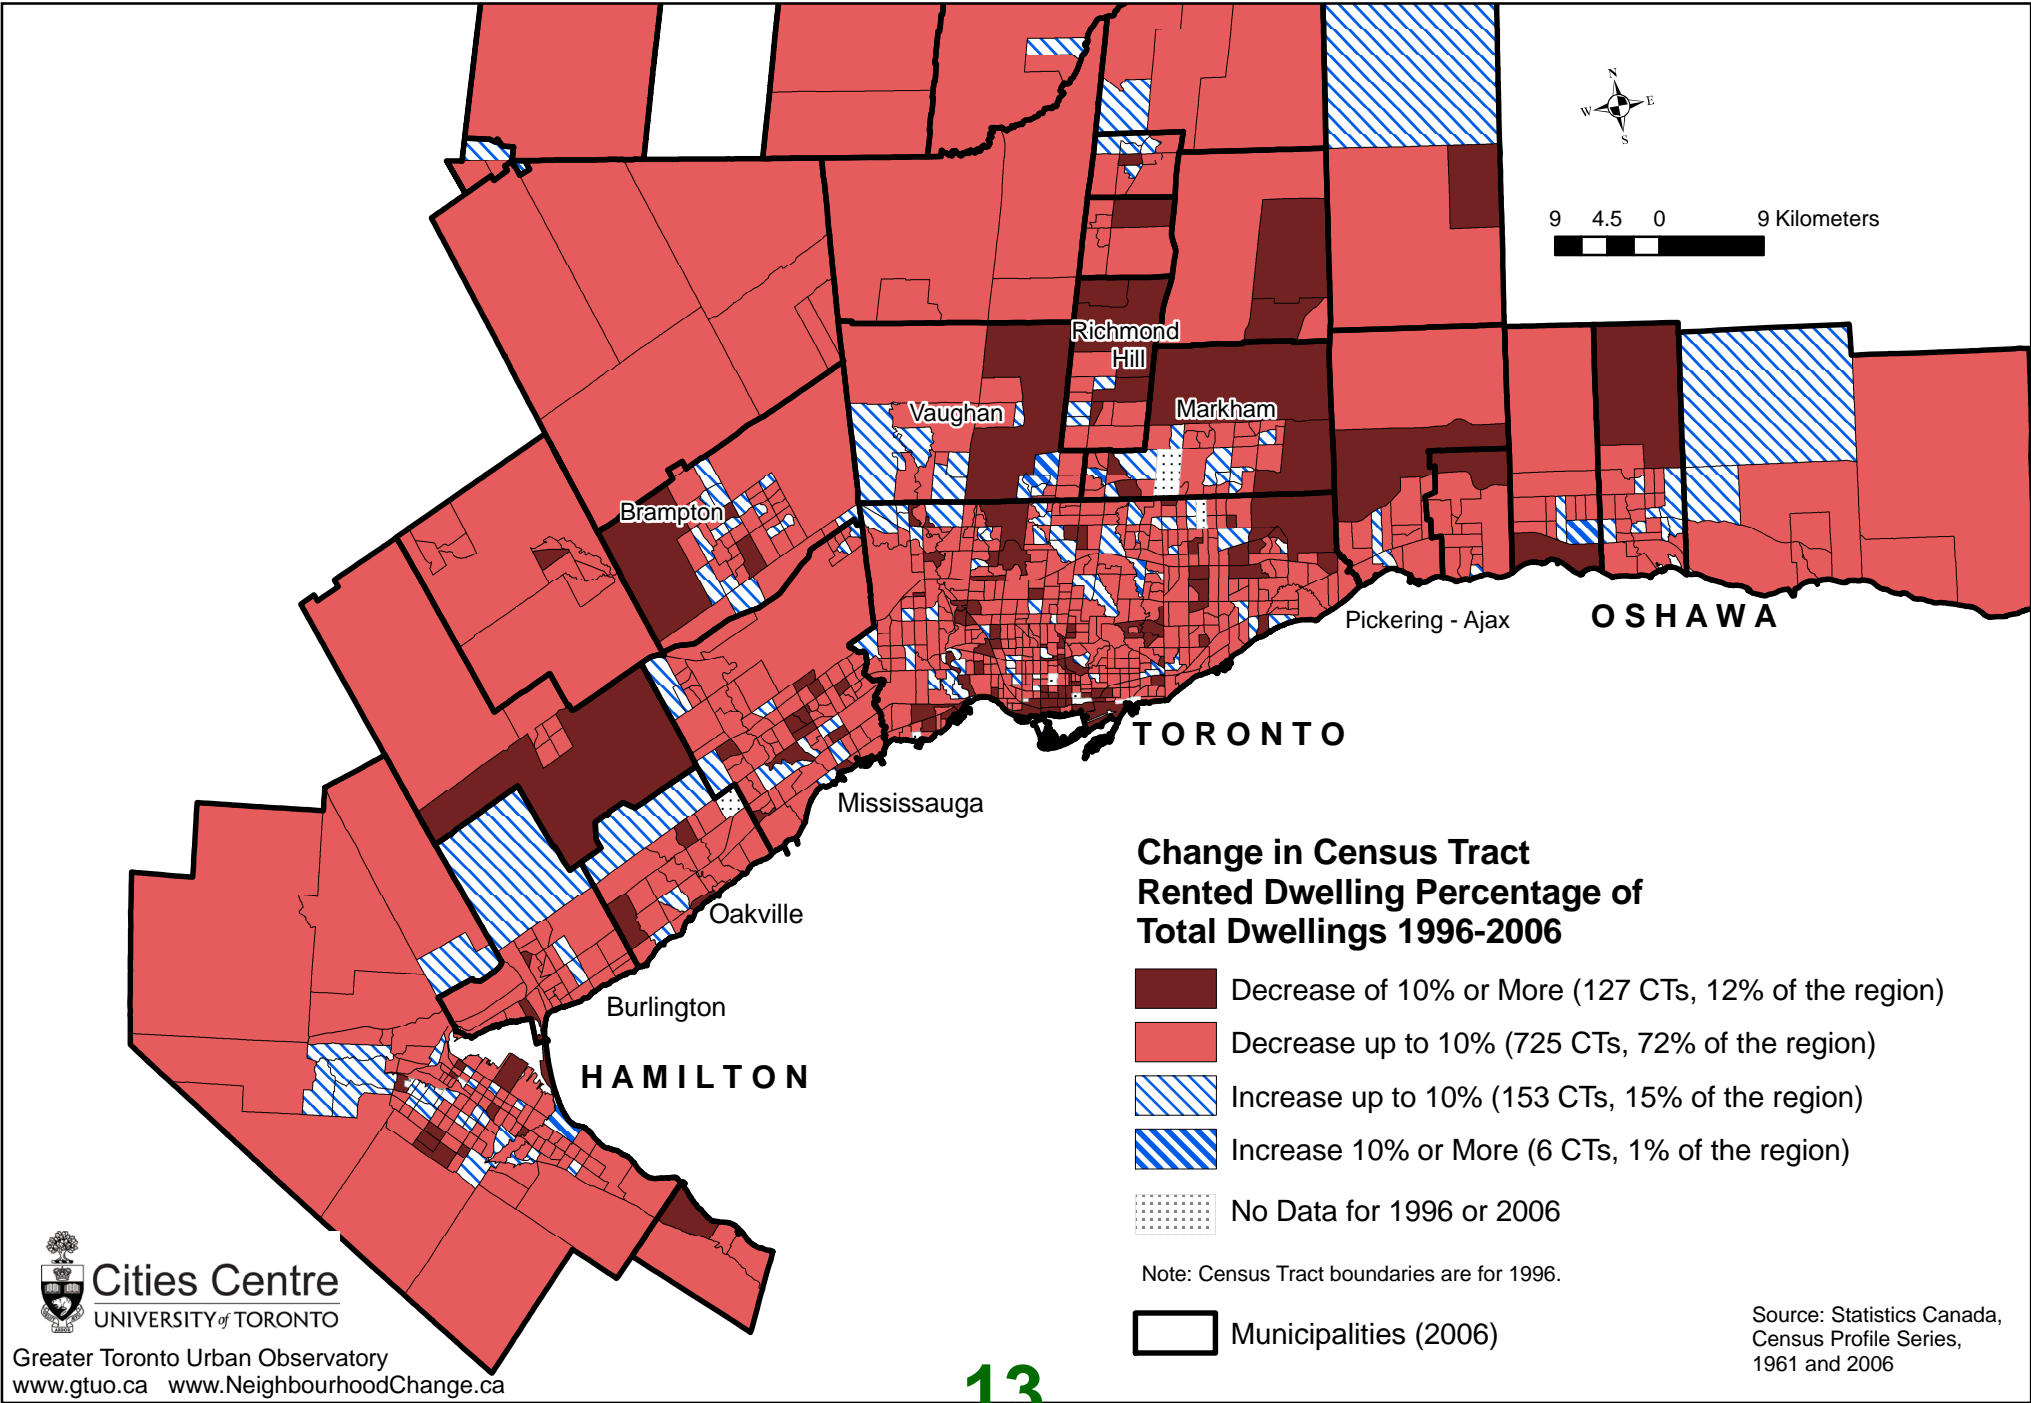 N
W
E
S
9 4.5 0 9 Kilometers
Richmond
Hill
Vaughan
Markham
Brampton
Pickering - Ajax
OSHAWA
TORONTO
Mississauga
Oakville
Burlington
HAMILTON
Change in Census Tract
Rented Dwelling Percentage of
Total Dwellings 1996-2006
Decrease of 10% or More (127 CTs, 12% of the region)
Decrease up to 10% (725 CTs, 72% of the region)
Increase up to 10% (153 CTs, 15% of the region)
Increase 10% or More (6 CTs, 1% of the region)
No Data for 1996 or 2006
Note: Census Tract boundaries are for 1996.
Municipalities (2006)
Source: Statistics Canada,
Census Profile Series,
1961 and 2006
Cities Centre
UNIVERSITY of TORONTO
Greater Toronto Urban Observatory
www.gtuo.ca www.NeighbourhoodChange.ca
13